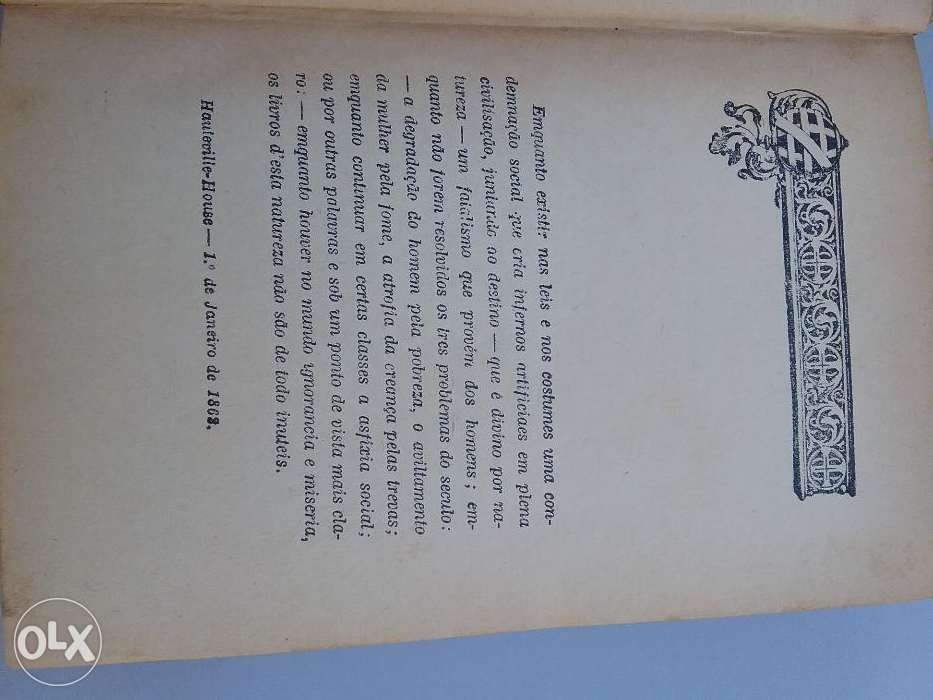 Emquanto existir nas leis e nos costumes uma con-
demnação social que cria infernos artificiaes em plena
civilisação, juntando ao destino — que é divino por na-
tureza — um fatalismo que provém dos homens; em-
quanto não forem resolvidos os tres problemas do seculo:
— a degradação do homem pela pobreza, o aviltamento
da mulher pela fome, a atrofia da creança pelas trevas;
emquanto continuar em certas classes a asfixia social;
ou por outras palavras e sob um ponto de vista mais cla-
ro: — emquanto houver no mundo ignorancia e miseria,
os livros d'esta natureza não são de todo inuteis.
Hauteville-House — 1.º de Janeiro de 1862.
OLX